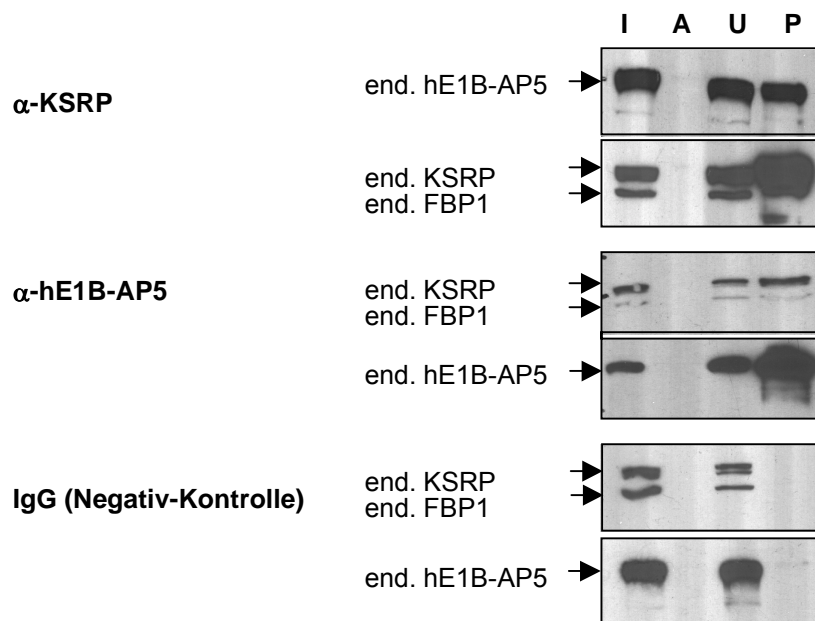 I A U P
end. hE1B-AP5
α-KSRP
end. KSRP
end. FBP1
α-hE1B-AP5
end. KSRP
end. FBP1
end. hE1B-AP5
end. KSRP
IgG (Negativ-Kontrolle)
end. FBP1
end. hE1B-AP5